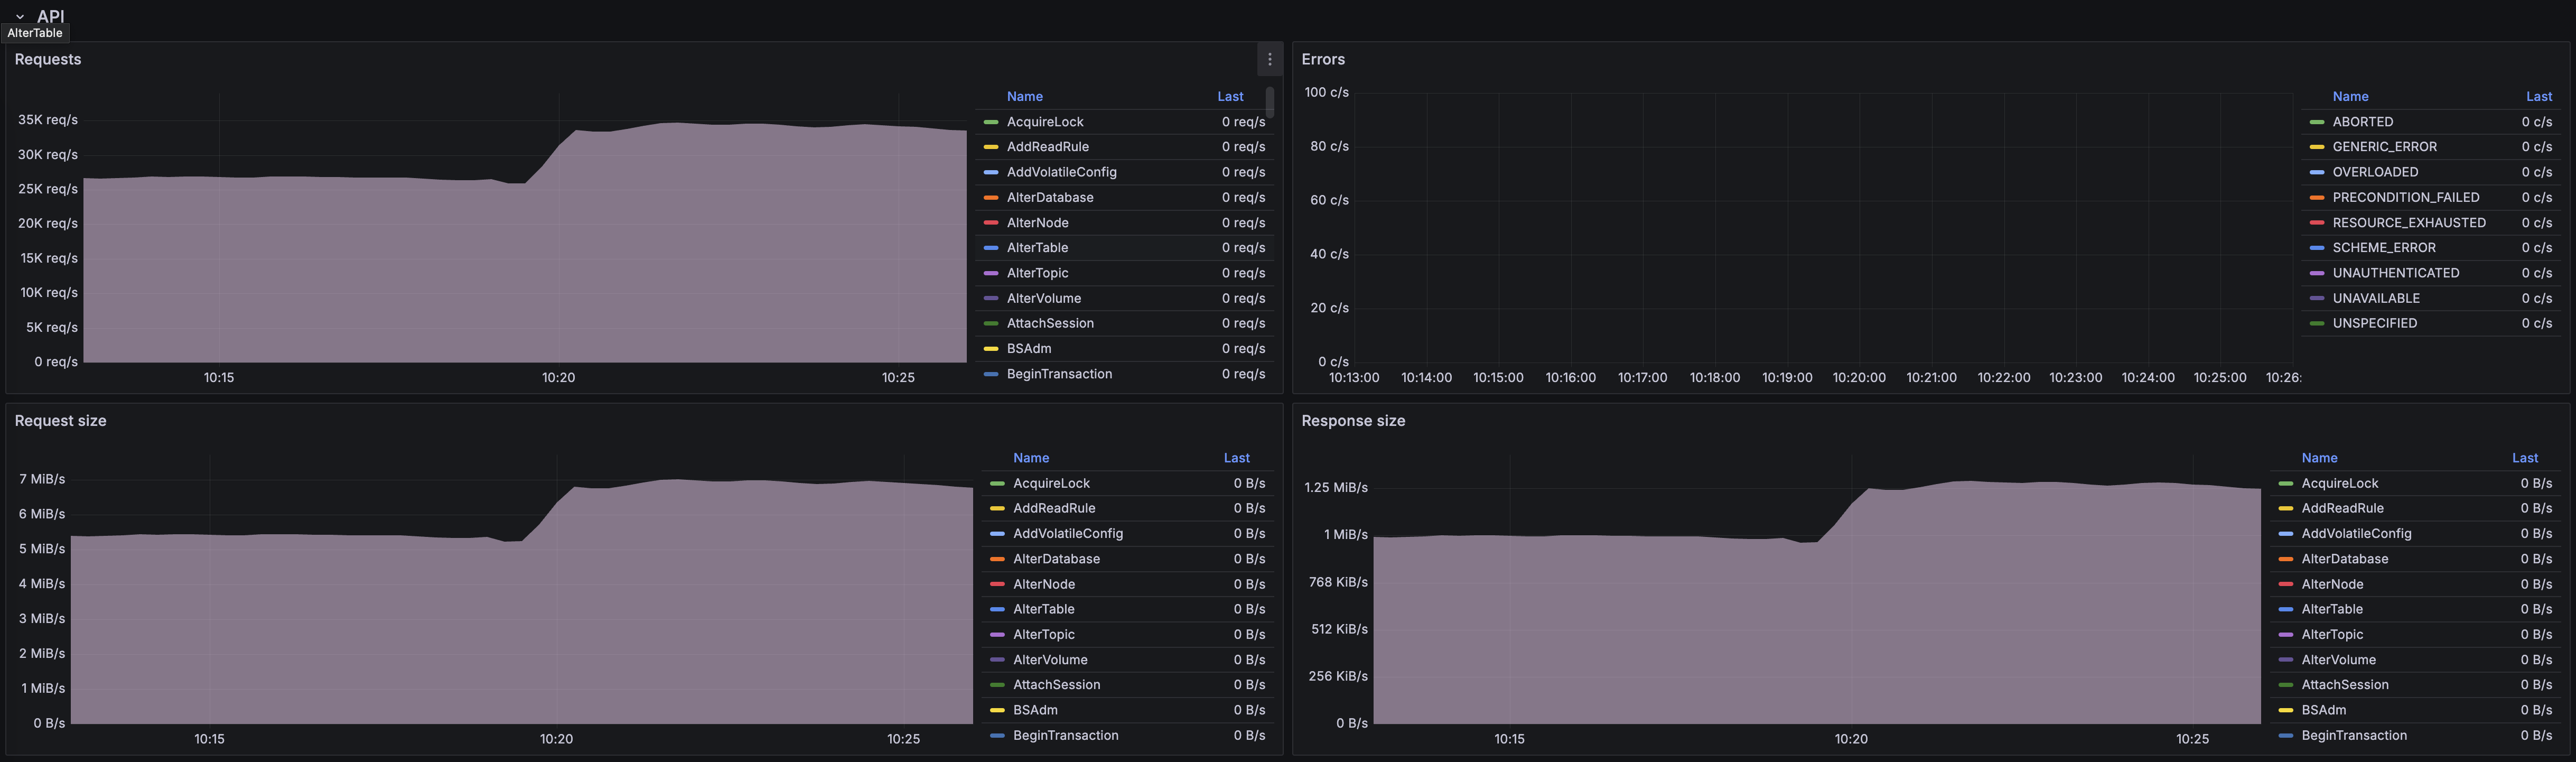 API
AlterTable
Requests
35K req/s
30K req/s
25K req/s
20K req/s
15K req/s
10K req/s
5K req/s
0 req/s
10:15 10:20 10:25
Name Last
AcquireLock 0 req/s
AddReadRule 0 req/s
AddVolatileConfig 0 req/s
AlterDatabase 0 req/s
AlterNode 0 req/s
AlterTable 0 req/s
AlterTopic 0 req/s
AlterVolume 0 req/s
AttachSession 0 req/s
BSAdm 0 req/s
BeginTransaction 0 req/s
Errors
100 c/s
80 c/s
60 c/s
40 c/s
20 c/s
0 c/s
10:13:00 10:14:00 10:15:00 10:16:00 10:17:00 10:18:00 10:19:00 10:20:00 10:21:00 10:22:00 10:23:00 10:24:00 10:25:00 10:26:
Name Last
ABORTED 0 c/s
GENERIC_ERROR 0 c/s
OVERLOADED 0 c/s
PRECONDITION_FAILED 0 c/s
RESOURCE_EXHAUSTED 0 c/s
SCHEME_ERROR 0 c/s
UNAUTHENTICATED 0 c/s
UNAVAILABLE 0 c/s
UNSPECIFIED 0 c/s
Request size
7 MiB/s
6 MiB/s
5 MiB/s
4 MiB/s
3 MiB/s
2 MiB/s
1 MiB/s
0 B/s
10:15 10:20 10:25
Name Last
AcquireLock 0 B/s
AddReadRule 0 B/s
AddVolatileConfig 0 B/s
AlterDatabase 0 B/s
AlterNode 0 B/s
AlterTable 0 B/s
AlterTopic 0 B/s
AlterVolume 0 B/s
AttachSession 0 B/s
BSAdm 0 B/s
BeginTransaction 0 B/s
Response size
1.25 MiB/s
1 MiB/s
768 KiB/s
512 KiB/s
256 KiB/s
0 B/s
10:15 10:20 10:25
Name Last
AcquireLock 0 B/s
AddReadRule 0 B/s
AddVolatileConfig 0 B/s
AlterDatabase 0 B/s
AlterNode 0 B/s
AlterTable 0 B/s
AlterTopic 0 B/s
AlterVolume 0 B/s
AttachSession 0 B/s
BSAdm 0 B/s
BeginTransaction 0 B/s